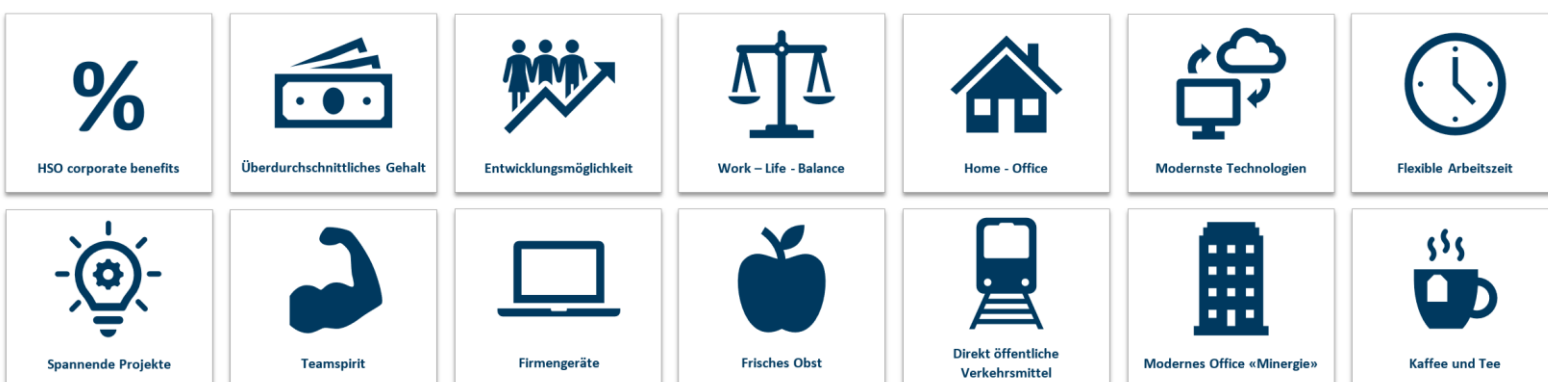 %
HSO corporate benefits
Überdurchschnittliches Gehalt
Entwicklungsmöglichkeit
Work – Life - Balance
Home - Office
Modernste Technologien
Flexible Arbeitszeit
Spannende Projekte
Teamspirit
Firmengeräte
Frisches Obst
Direkt öffentliche
Verkehrsmittel
Modernes Office «Minergie»
Kaffee und Tee